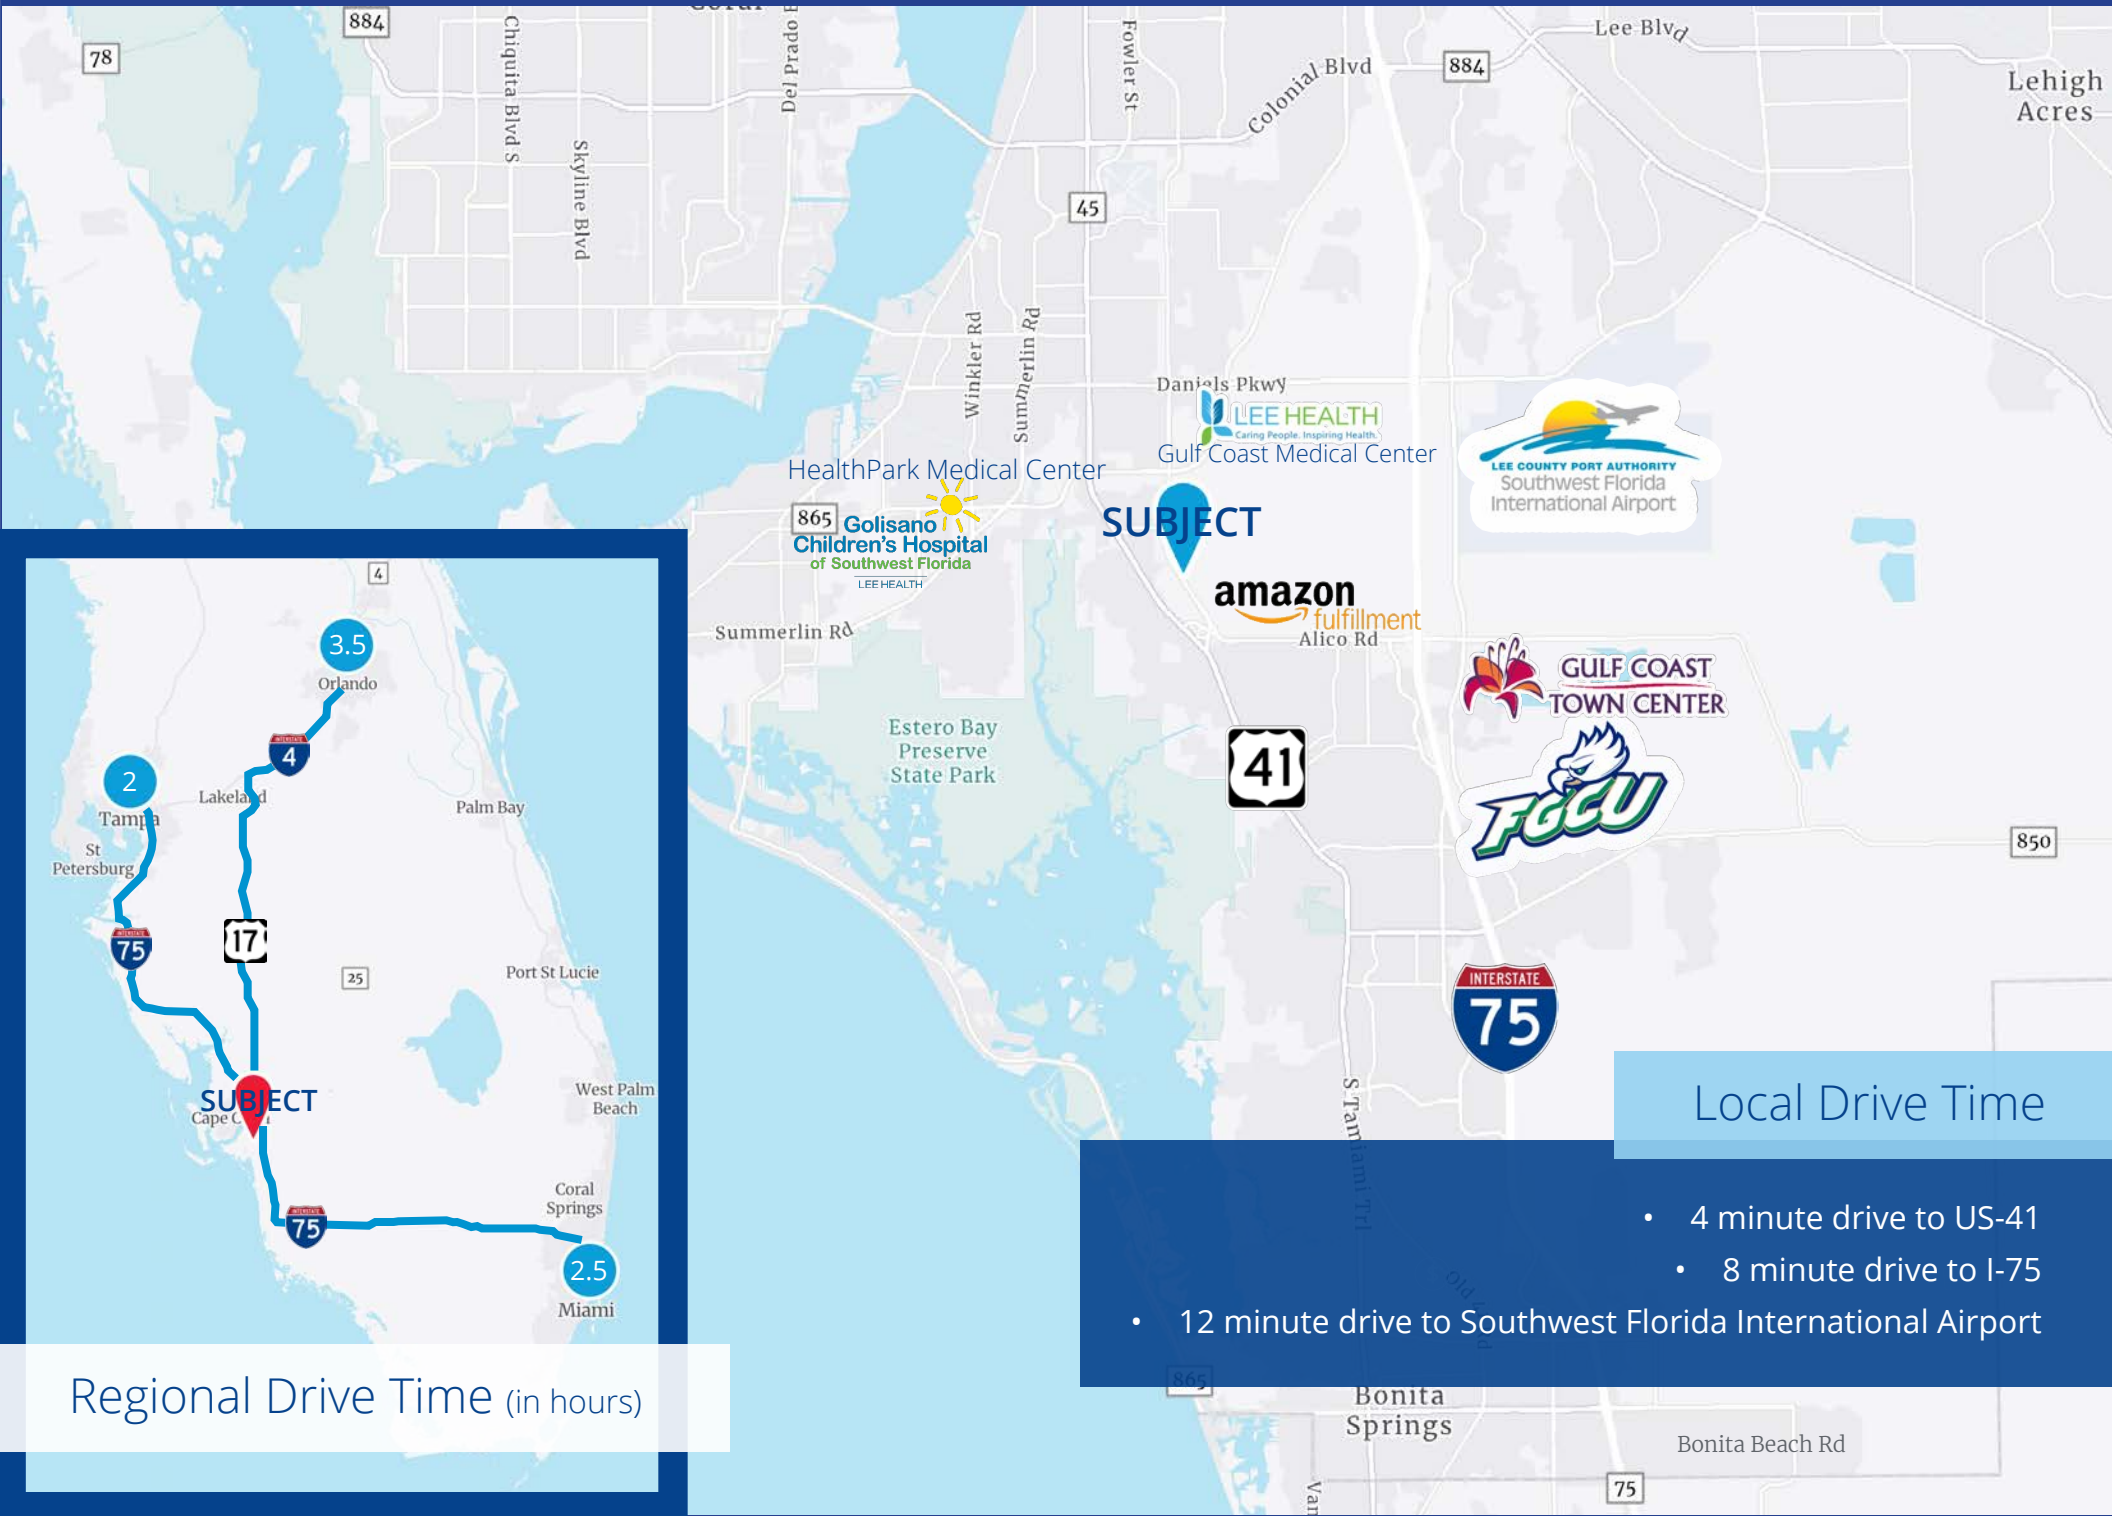 884
78
Chiquita Blvd S
Skyline Blvd
Fowler St
Colonial Blvd
884
Lee Blvd
Lehigh
Acres
45
Winkler Rd
Summerlin Rd
Daniels Pkwy
LEE HEALTH
Caring People. Inspiring Health.
Gulf Coast Medical Center
HealthPark Medical Center
865
Golisano
Children's Hospital
of Southwest Florida
LEE HEALTH
SUBJECT
LEE COUNTY PORT AUTHORITY
Southwest Florida
International Airport
amazon
fulfillment
Alico Rd
Summerlin Rd
GULF COAST
TOWN CENTER
FGCU
Estero Bay
Preserve
State Park
41
850
INTERSTATE
75
S Tamiami Trl
Local Drive Time
• 4 minute drive to US-41
• 8 minute drive to I-75
• 12 minute drive to Southwest Florida International Airport
865
Bonita
Springs
Bonita Beach Rd
75
4
3.5
Orlando
INTERSTATE
4
2
Tampa
Lakeland
Palm Bay
St
Petersburg
INTERSTATE
75
17
25
Port St Lucie
SUBJECT
West Palm
Beach
Coral
Springs
INTERSTATE
75
2.5
Miami
Regional Drive Time (in hours)